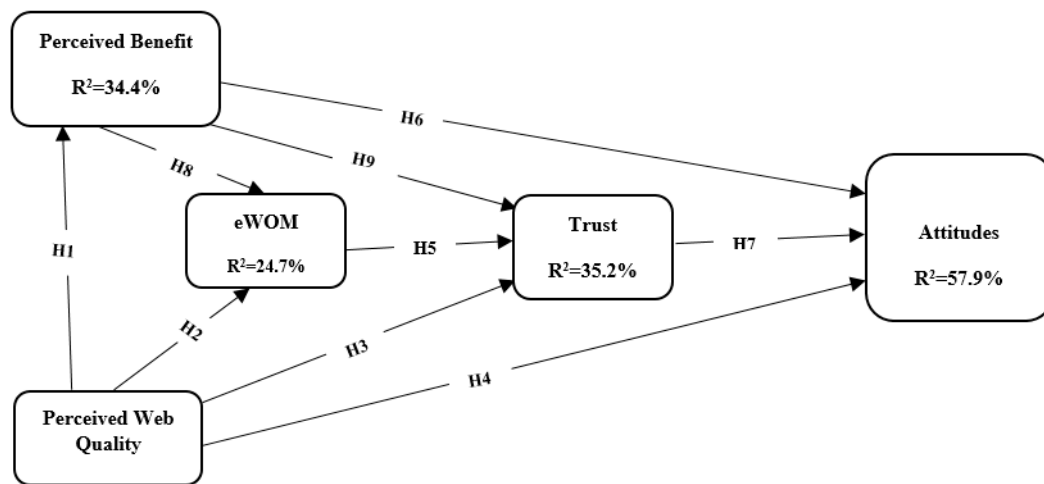 Perceived Benefit
R²=34.4%
H6
H9
H8
eWOM
R²=24.7%
H1
H5
Trust
R²=35.2%
H7
Attitudes
R²=57.9%
H2
H3
H4
Perceived Web
Quality